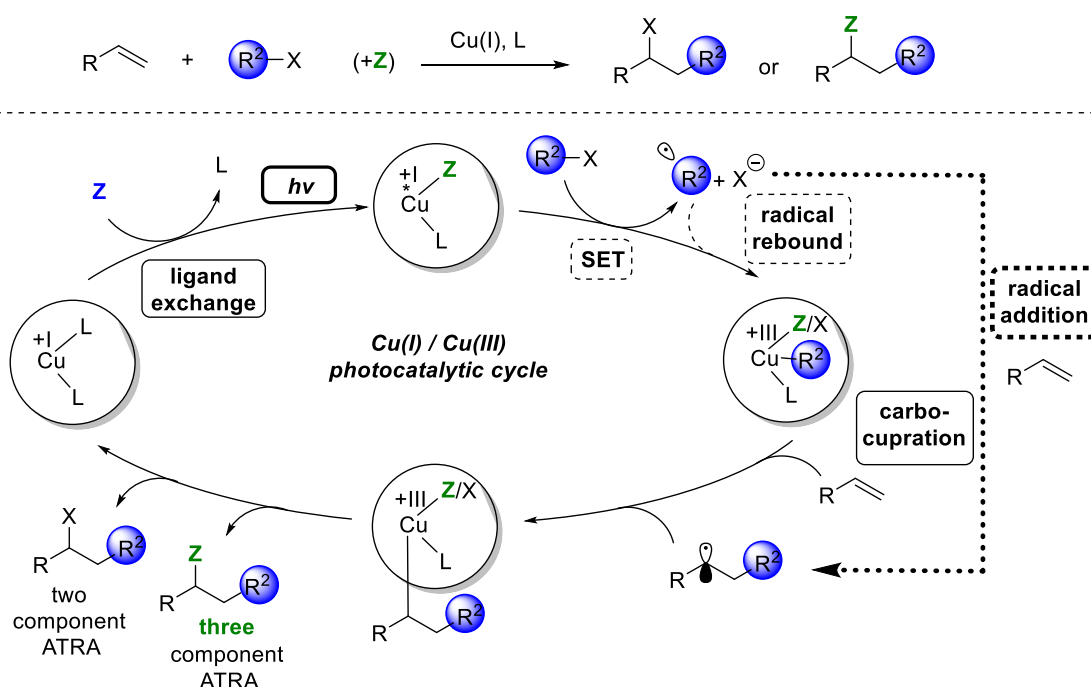 R + R² X (+Z) Cu(I), L X R R² or Z R R²
Z L hν
ligand
exchange
+I
* Cu Z
L
R² X
SET
R² + X⊖
radical
rebound
radical
addition
R
+I L
Cu
L
Cu(I) / Cu(III)
photocatalytic cycle
+III Z/X
Cu R²
L
carbo-
cupration
R
R R²
+III Z/X
Cu
L
R R²
X
R R²
two
component
ATRA
Z
R R²
three
component
ATRA